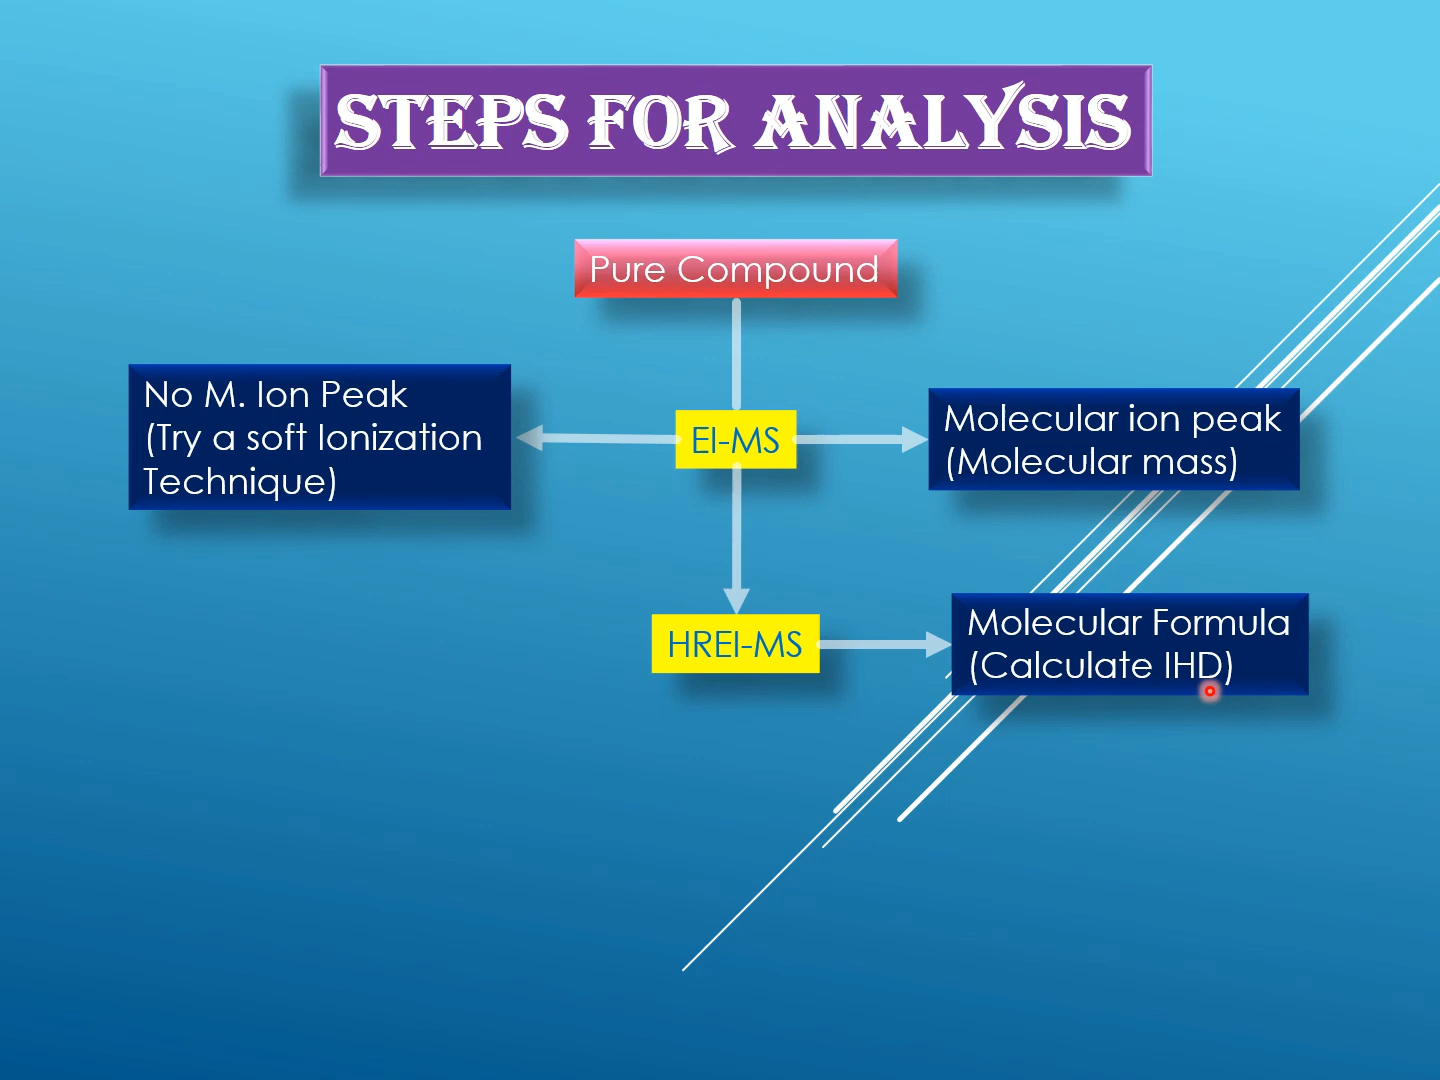 STEPS FOR ANALYSIS
Pure Compound
No M. Ion Peak
(Try a soft Ionization
Technique)
EI-MS
Molecular ion peak
(Molecular mass)
HREI-MS
Molecular Formula
(Calculate IHD)